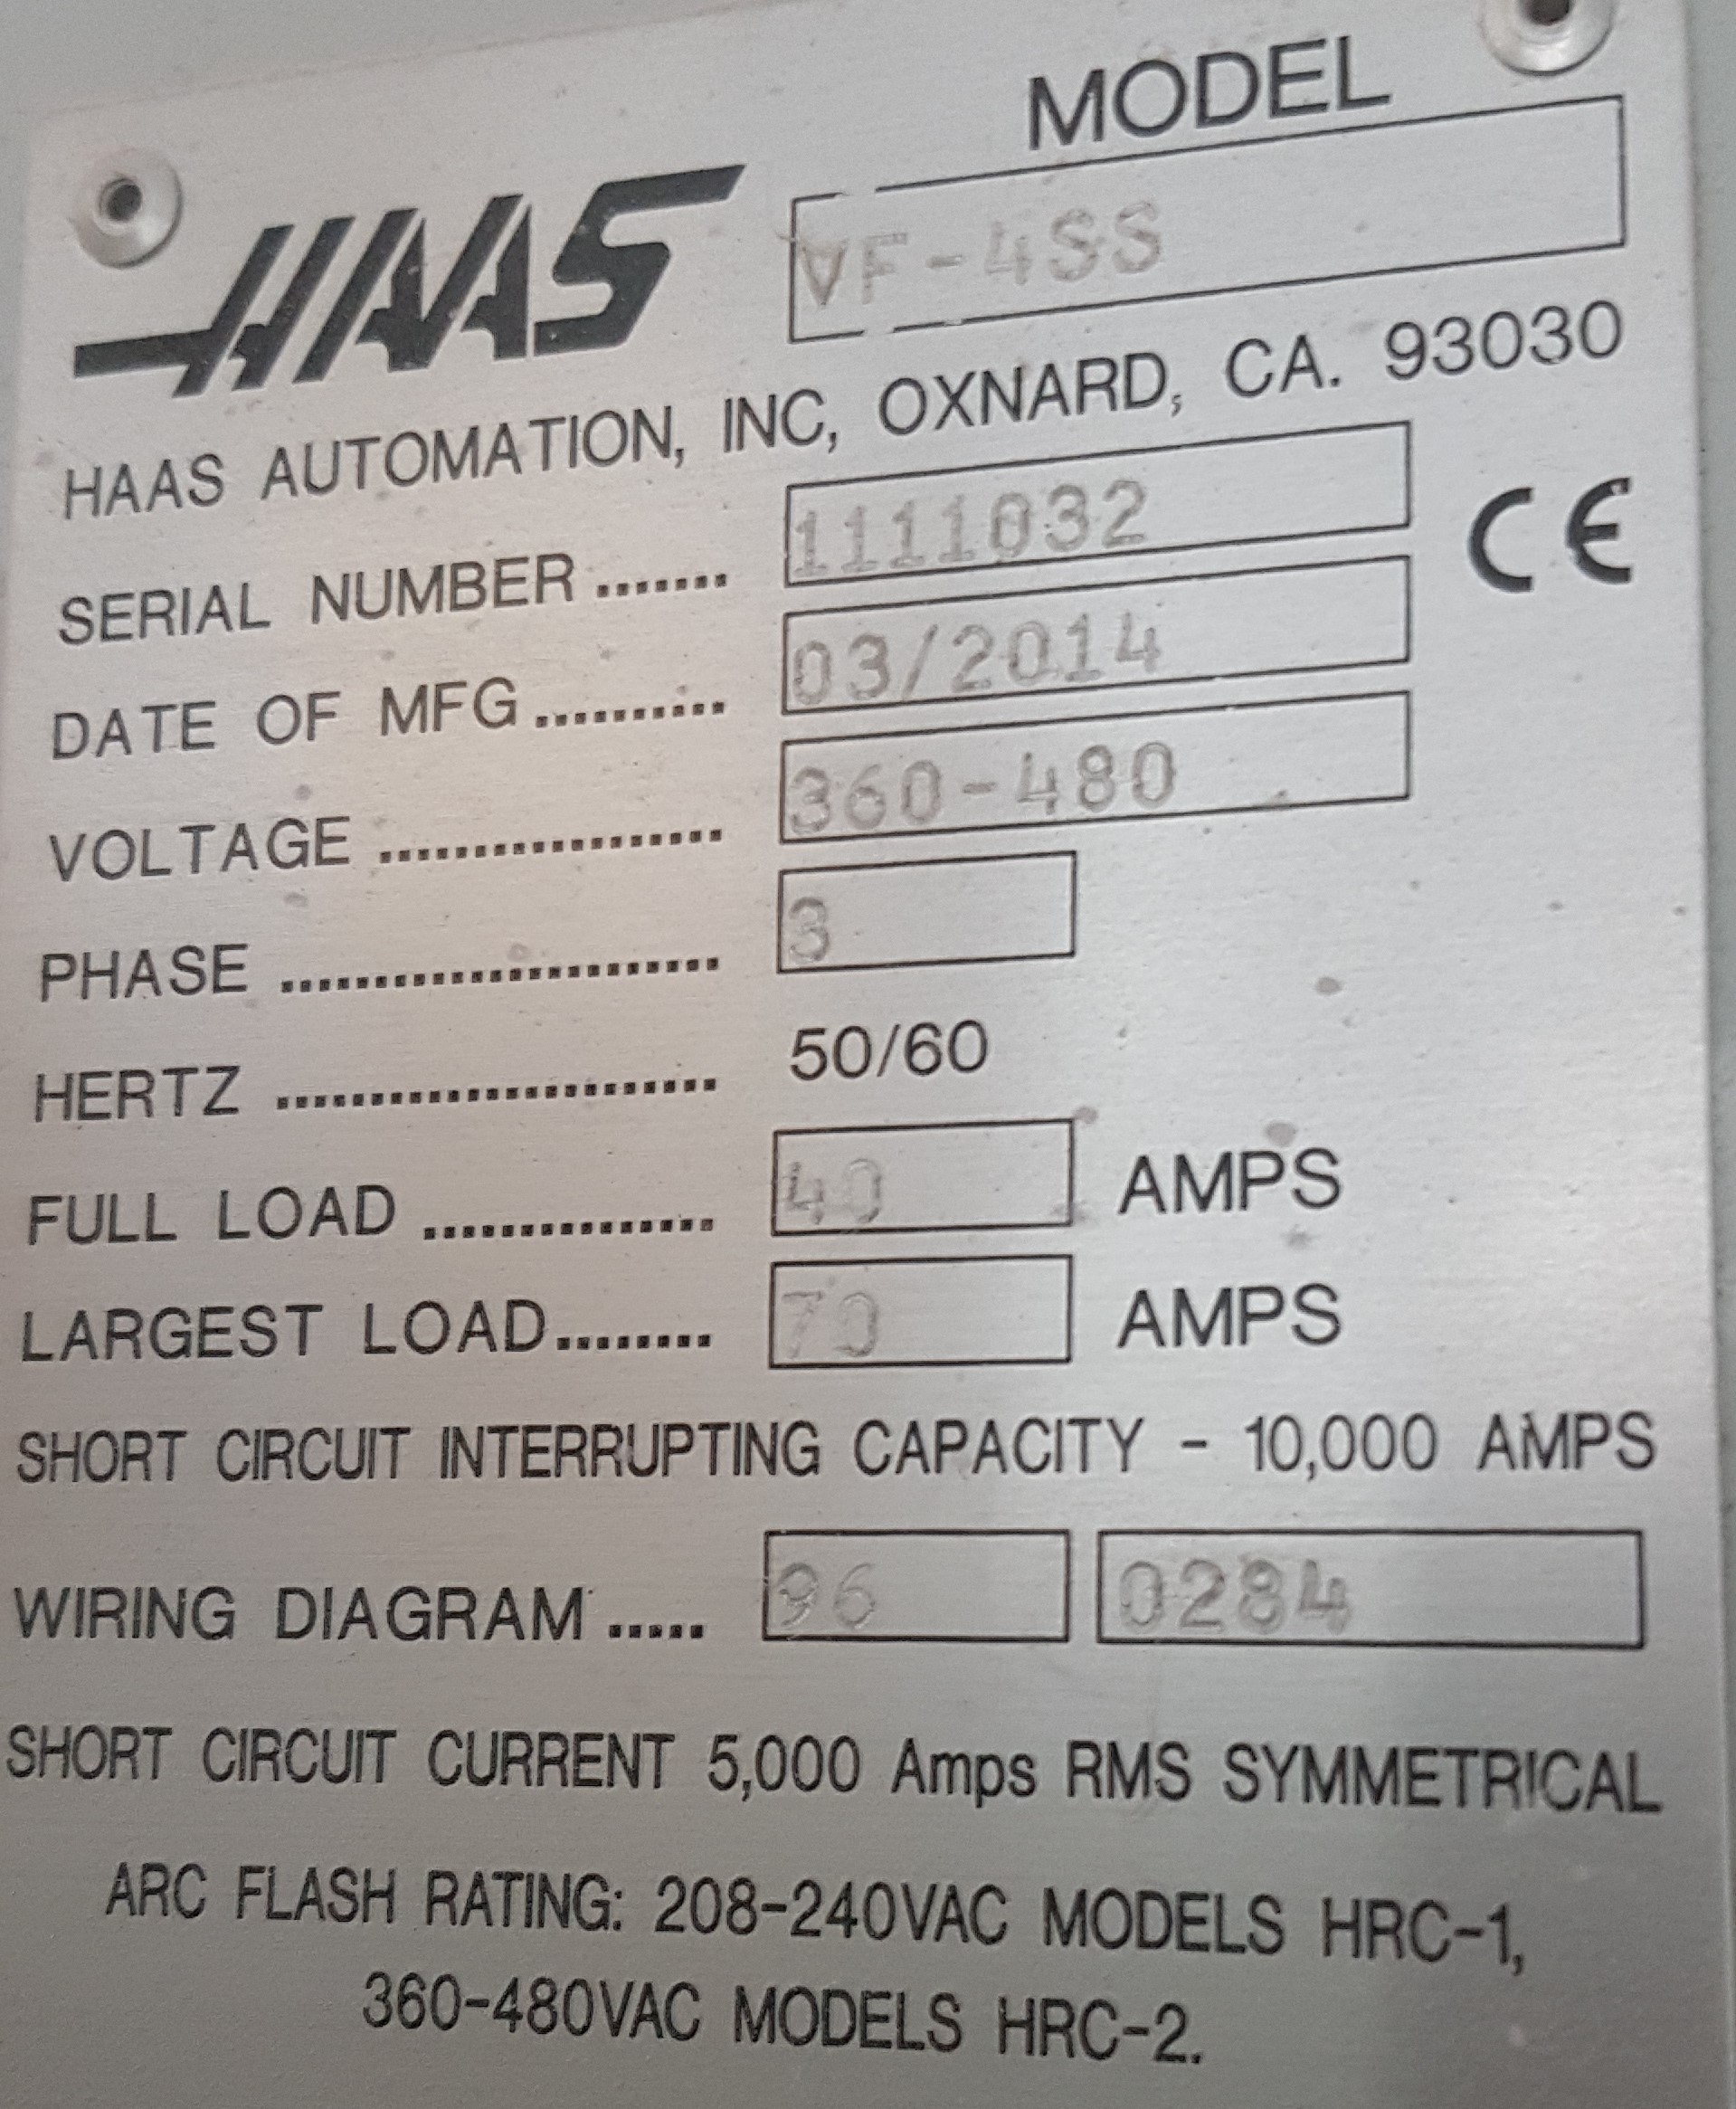 MODEL
HAAS VF-4SS
HAAS AUTOMATION, INC, OXNARD, CA. 93030
SERIAL NUMBER ....... 1111032
CE
DATE OF MFG.......... 03/2014
VOLTAGE .................. 360-480
PHASE ....................... 3
HERTZ ....................... 50/60
FULL LOAD ............... 40 AMPS
LARGEST LOAD........ 70 AMPS
SHORT CIRCUIT INTERRUPTING CAPACITY - 10,000 AMPS
WIRING DIAGRAM ..... 96 0284
SHORT CIRCUIT CURRENT 5,000 Amps RMS SYMMETRICAL
ARC FLASH RATING: 208-240VAC MODELS HRC-1,
360-480VAC MODELS HRC-2.